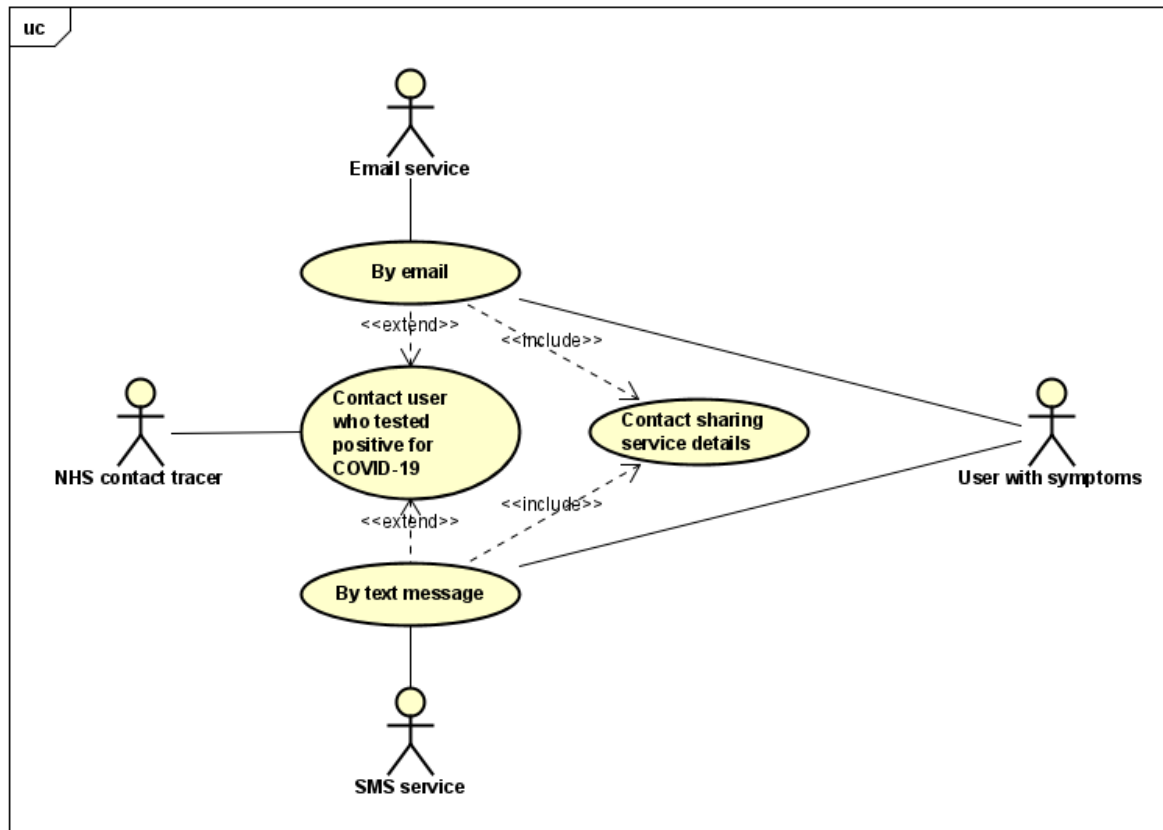 uc
Email service
By email
<<extend>>
<<include>>
Contact user
who tested
positive for
COVID-19
Contact sharing
service details
NHS contact tracer
User with symptoms
<<extend>>
<<include>>
By text message
SMS service